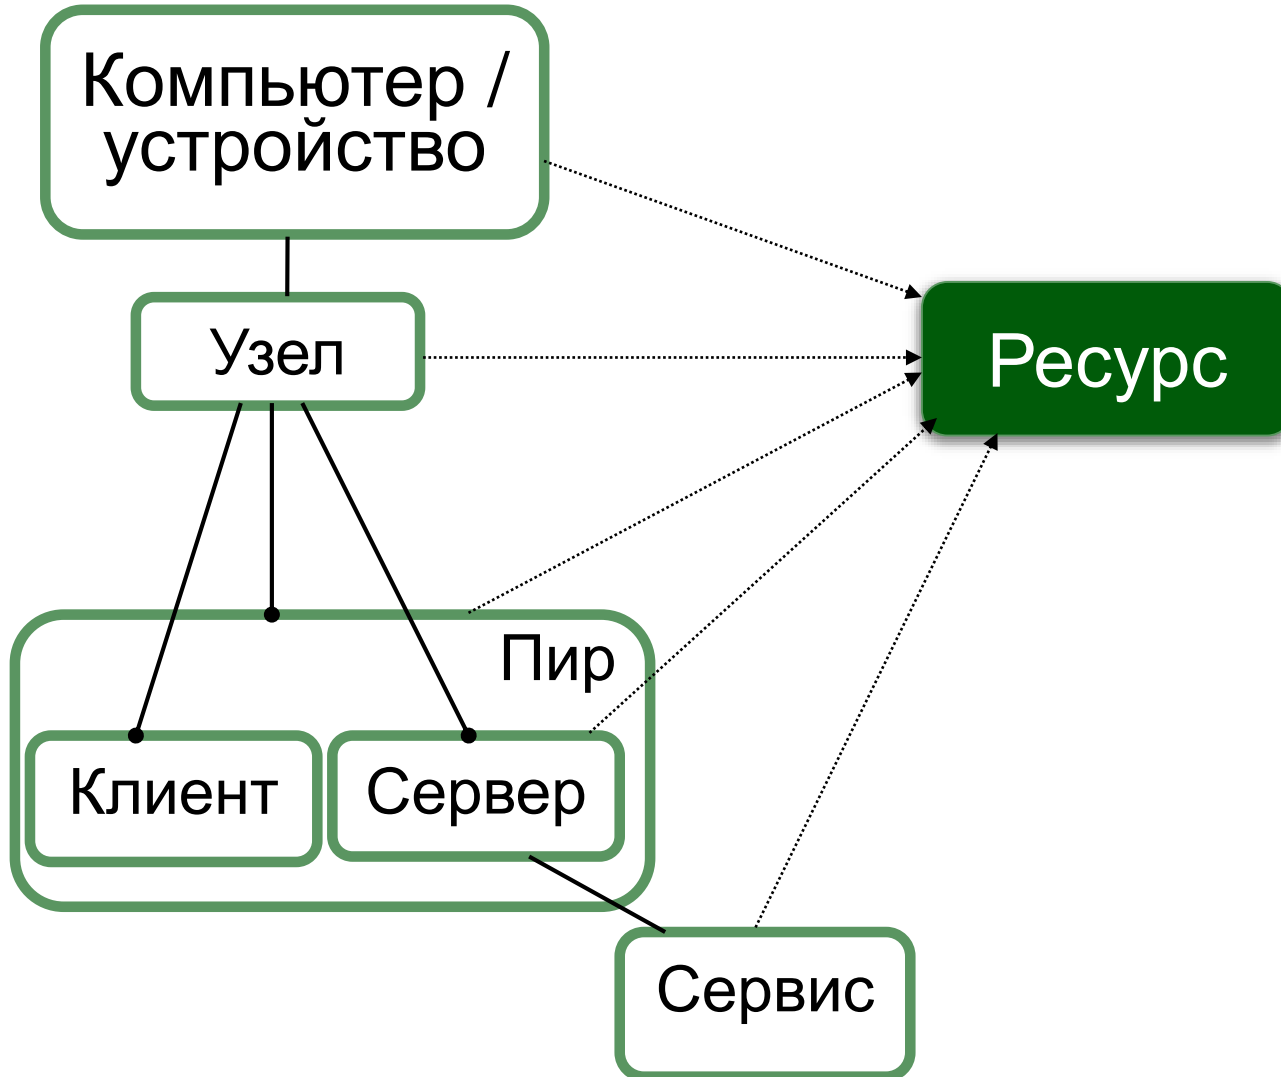 Компьютер /
устройство
Узел
Ресурс
Пир
Клиент
Сервер
Сервис